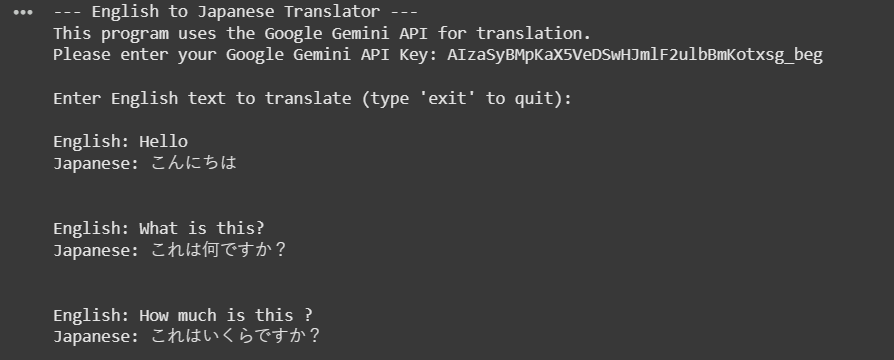 --- English to Japanese Translator ---
This program uses the Google Gemini API for translation.
Please enter your Google Gemini API Key: AIzaSyBMpKaX5VeDSwHJmlF2ulbBmKotxsg_beg
Enter English text to translate (type 'exit' to quit):
English: Hello
Japanese: こんにちは
English: What is this?
Japanese: これは何ですか？
English: How much is this ?
Japanese: これはいくらですか？